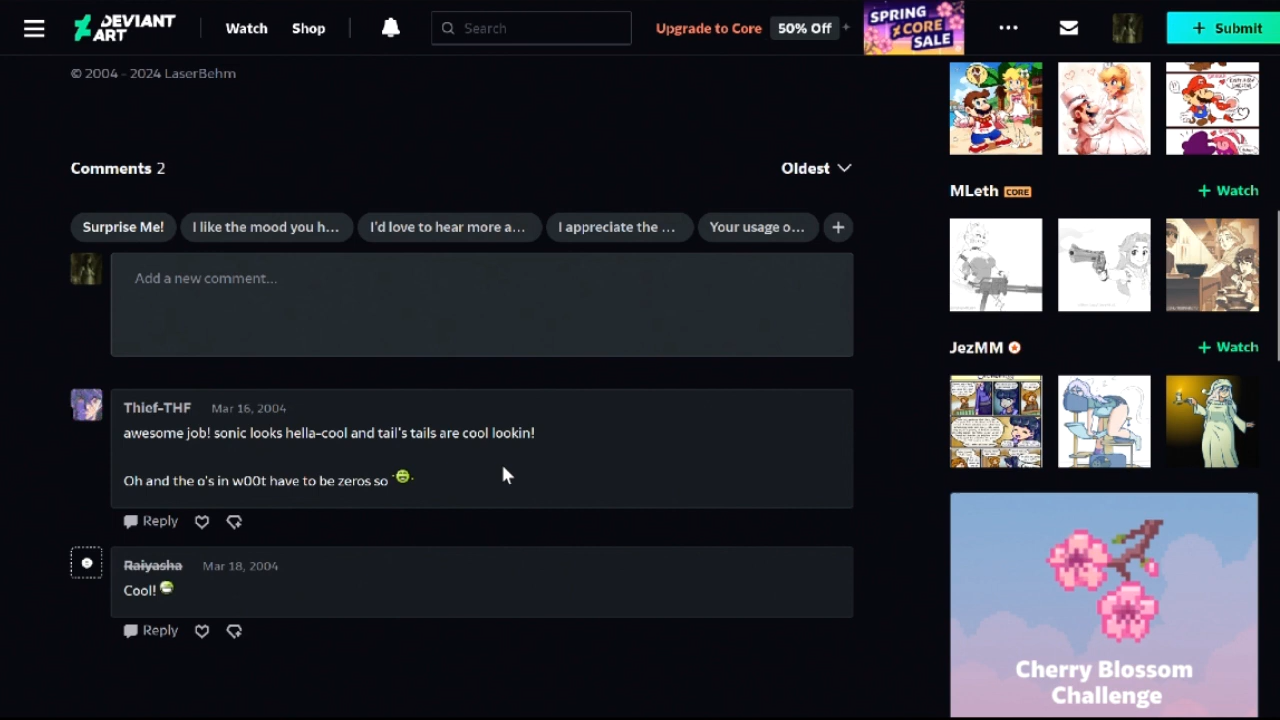 DEVIANT ART
Watch
Shop
Search
Upgrade to Core
50% Off
SPRING CORE SALE
Submit
© 2004 - 2024 LaserBehm
Comments 2
Oldest
Surprise Me!
I like the mood you h...
I'd love to hear more a...
I appreciate the ...
Your usage o...
Add a new comment...
Thief-THF Mar 16, 2004
awesome job! sonic looks hella-cool and tail's tails are cool lookin!
Oh and the o's in w00t have to be zeros so
Reply
Raiyasha Mar 18, 2004
Cool!
Reply
MLeth CORE
+ Watch
JezMM
+ Watch
Cherry Blossom
Challenge